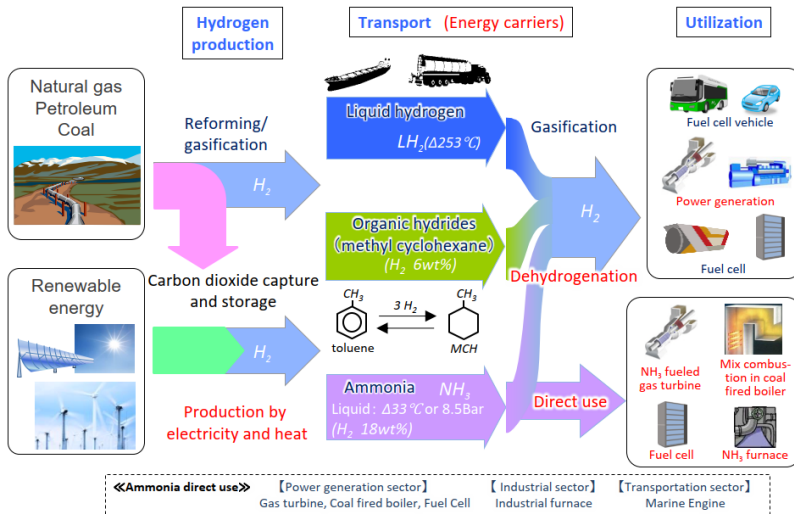 Hydrogen
production
Transport (Energy carriers)
Utilization
Natural gas
Petroleum
Coal
Reforming/
gasification
H₂
Liquid hydrogen
LH₂(Δ253℃)
Gasification
H₂
Fuel cell vehicle
Power generation
Fuel cell
Organic hydrides
(methyl cyclohexane)
(H₂ 6wt%)
Dehydrogenation
Renewable
energy
Carbon dioxide capture
and storage
H₂
CH₃
3 H₂
CH₃
toluene
MCH
Production by
electricity and heat
Ammonia NH₃
Liquid : Δ33℃ or 8.5Bar
(H₂ 18wt%)
Direct use
NH₃ fueled
gas turbine
Mix combus-
tion in coal
fired boiler
Fuel cell
NH₃ furnace
≪Ammonia direct use≫ 【Power generation sector】 【Industrial sector】 【Transportation sector】
Gas turbine, Coal fired boiler, Fuel Cell Industrial furnace Marine Engine